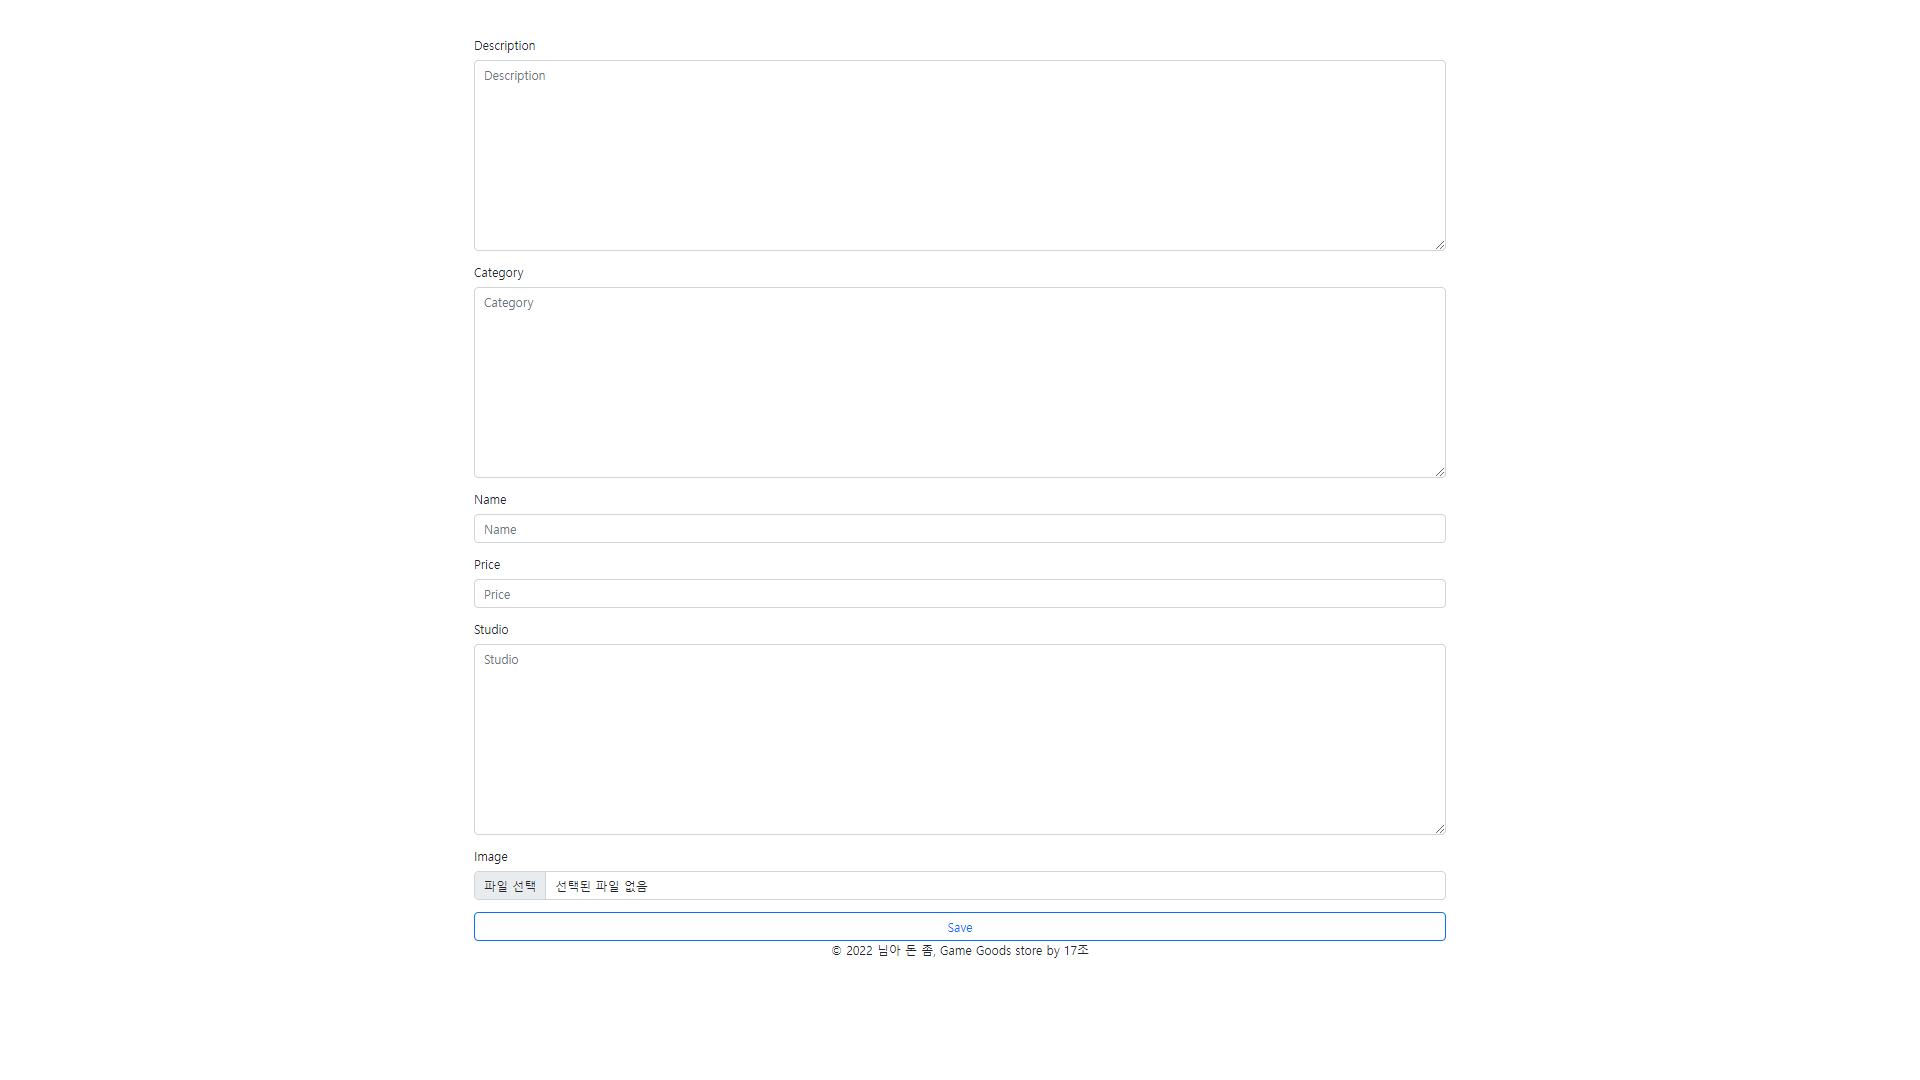 Description
Description
Category
Category
Name
Name
Price
Price
Studio
Studio
Image
파일 선택 선택된 파일 없음
Save
© 2022 님아 돈 좀, Game Goods store by 17조